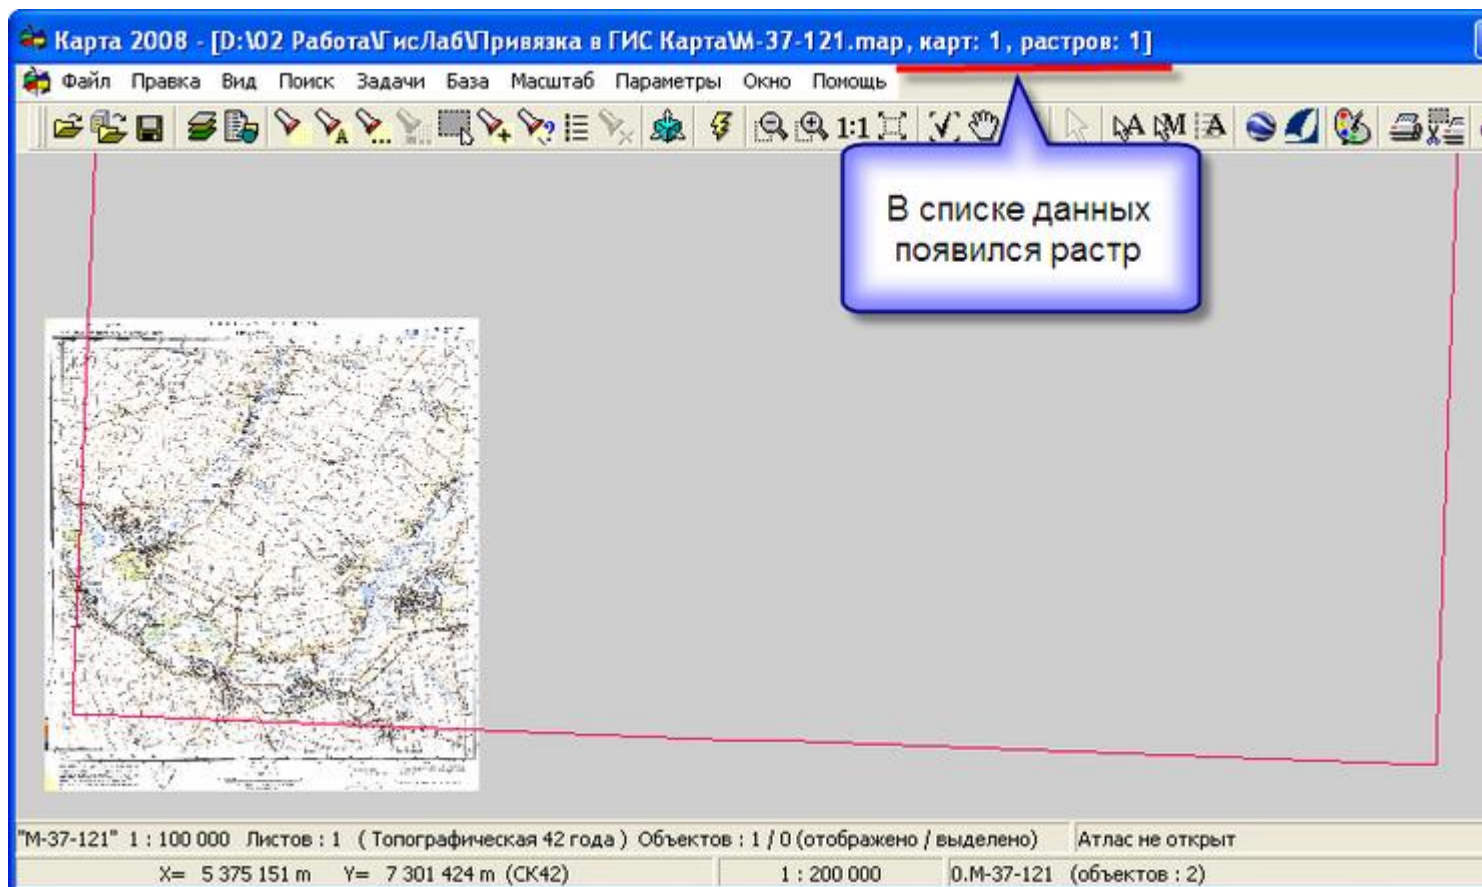 Карта 2008 - [D:\02 Работа\ГисЛаб\Привязка в ГИС Карта\M-37-121.map, карт: 1, растров: 1]
Файл Правка Вид Поиск Задачи База Масштаб Параметры Окно Помощь
1:1
В списке данных
появился растр
"М-37-121" 1 : 100 000 Листов : 1 ( Топографическая 42 года ) Объектов : 1 / 0 (отображено / выделено) Атлас не открыт
X= 5 375 151 m Y= 7 301 424 m (СК42) 1 : 200 000 0.М-37-121 (объектов : 2)